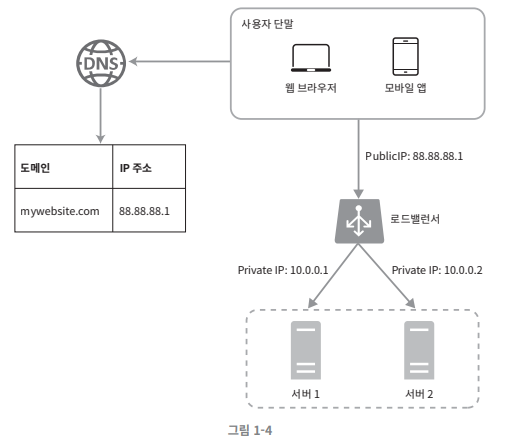 사용자 단말
DNS
웹 브라우저
모바일 앱
PublicIP: 88.88.88.1
도메인
IP 주소
mywebsite.com
88.88.88.1
로드밸런서
Private IP: 10.0.0.1
Private IP: 10.0.0.2
서버 1
서버 2
그림 1-4